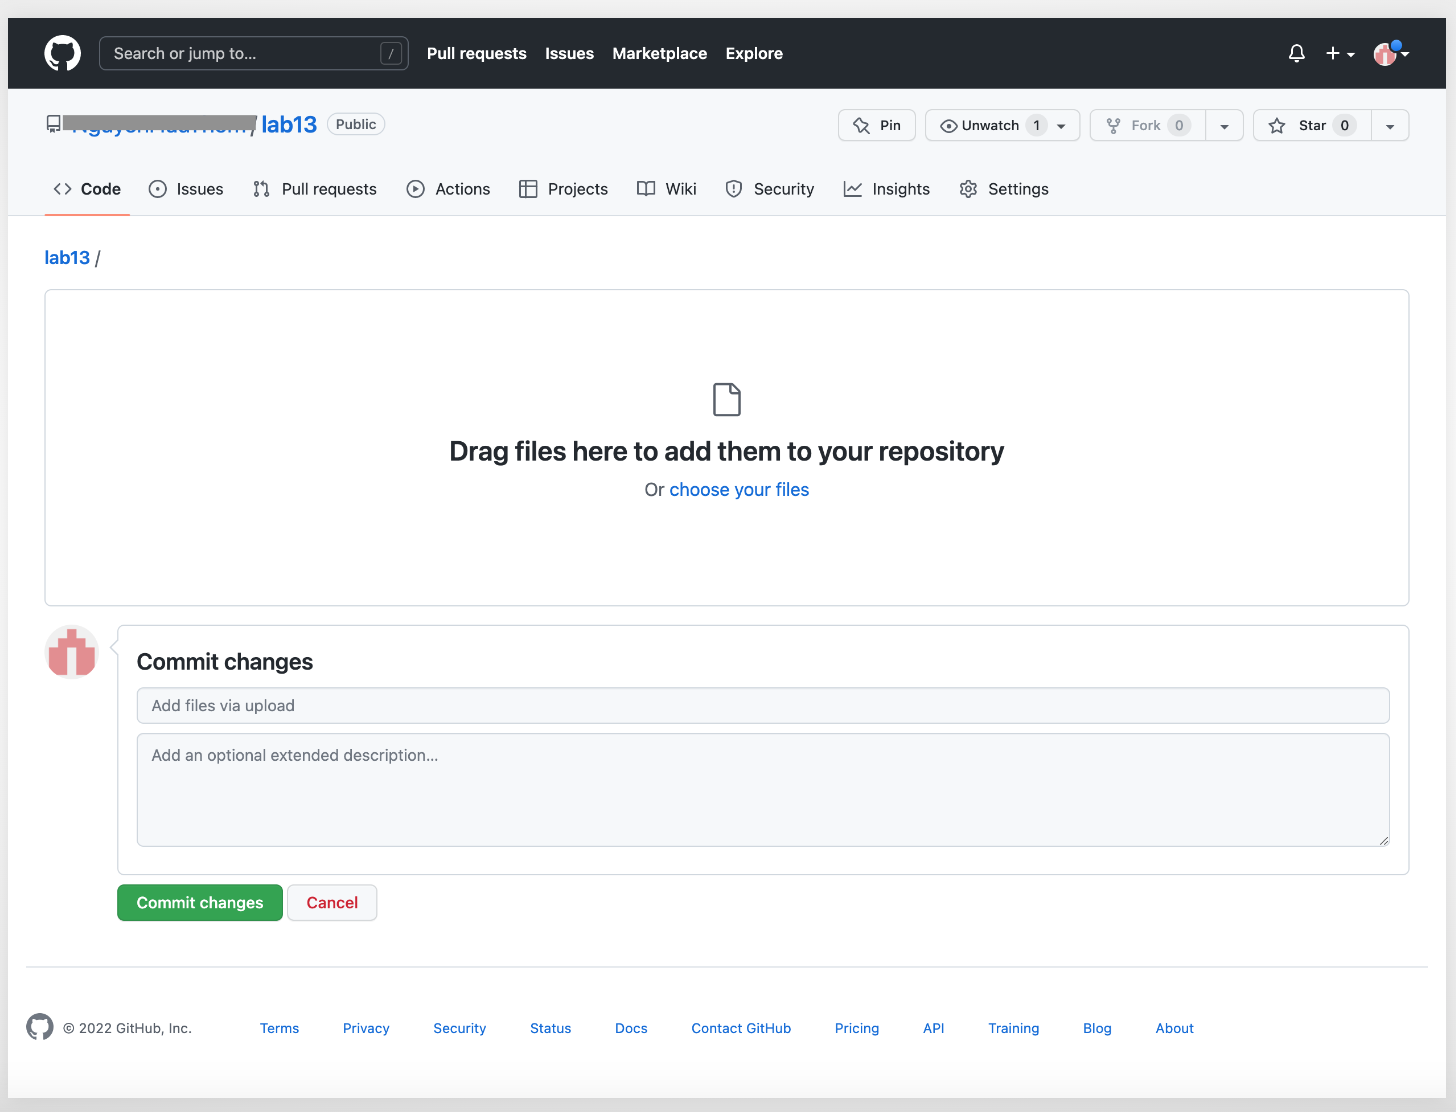 Search or jump to... /
Pull requests Issues Marketplace Explore
/ lab13 Public
Pin
Unwatch 1
Fork 0
Star 0
Code Issues Pull requests Actions Projects Wiki Security Insights Settings
lab13 /
Drag files here to add them to your repository
Or choose your files
Commit changes
Add files via upload
Add an optional extended description...
Commit changes Cancel
© 2022 GitHub, Inc. Terms Privacy Security Status Docs Contact GitHub Pricing API Training Blog About